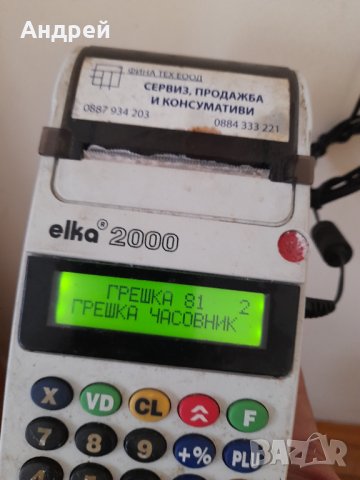 Андрей
ФИНА ТЕХ ЕООД
СЕРВИЗ, ПРОДАЖБА
И КОНСУМАТИВИ
0887 934 203
0884 333 221
elka® 2000
ГРЕШКА 81 2
ГРЕШКА ЧАСОВНИК
X VD CL F
7 8 9 +% PLU
BAZAR